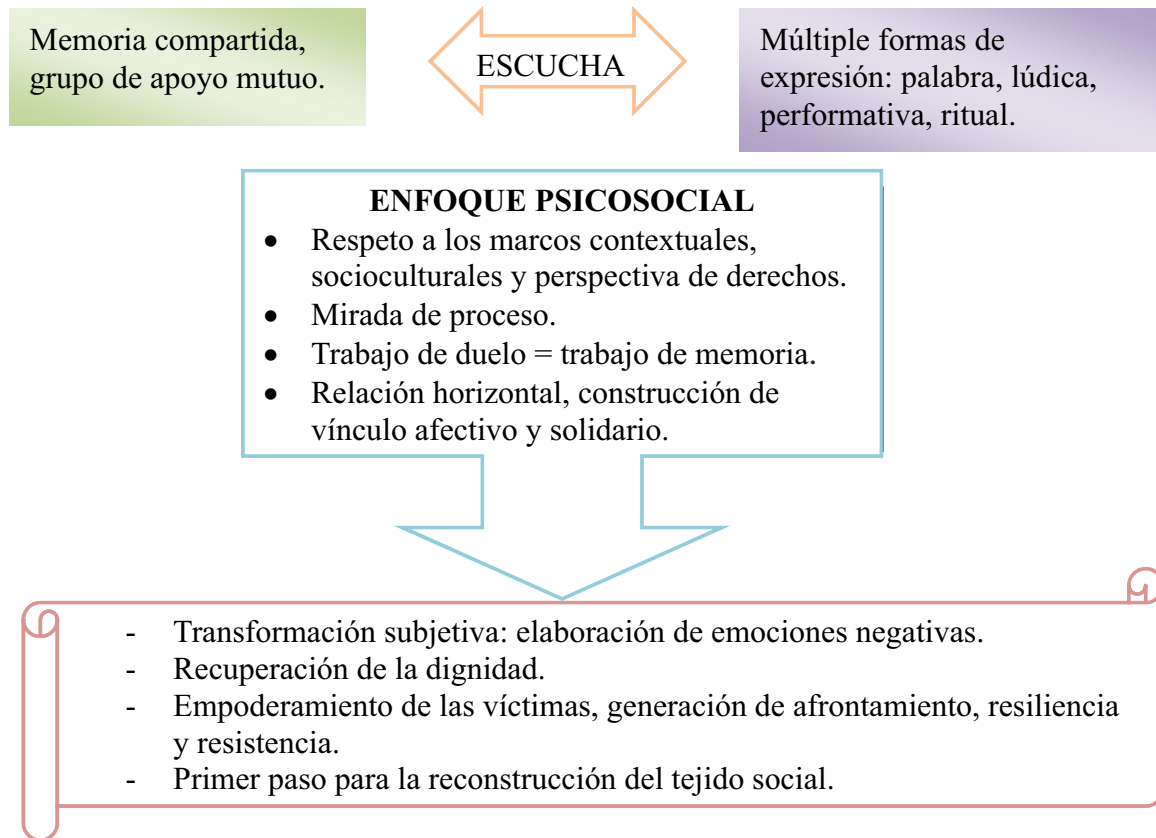 Memoria compartida,
grupo de apoyo mutuo.
ESCUCHA
Múltiple formas de
expresión: palabra, lúdica,
performativa, ritual.
ENFOQUE PSICOSOCIAL
• Respeto a los marcos contextuales,
socioculturales y perspectiva de derechos.
• Mirada de proceso.
• Trabajo de duelo = trabajo de memoria.
• Relación horizontal, construcción de
vínculo afectivo y solidario.
- Transformación subjetiva: elaboración de emociones negativas.
- Recuperación de la dignidad.
- Empoderamiento de las víctimas, generación de afrontamiento, resiliencia
y resistencia.
- Primer paso para la reconstrucción del tejido social.